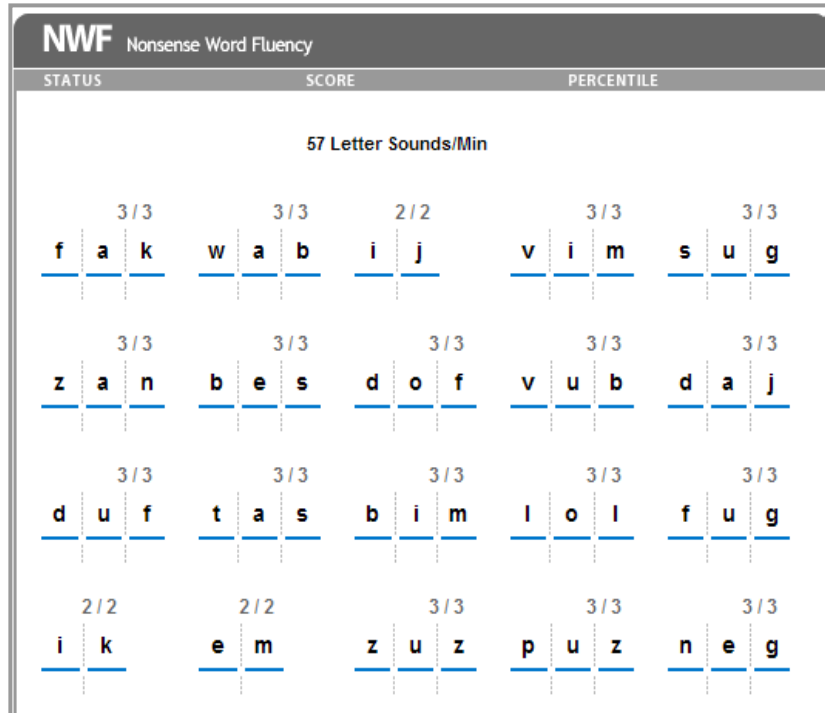 NWF Nonsense Word Fluency
STATUS SCORE PERCENTILE
57 Letter Sounds/Min
3 / 3 3 / 3 2 / 2 3 / 3 3 / 3
f a k w a b i j v i m s u g
3 / 3 3 / 3 3 / 3 3 / 3 3 / 3
z a n b e s d o f v u b d a j
3 / 3 3 / 3 3 / 3 3 / 3 3 / 3
d u f t a s b i m l o l f u g
2 / 2 2 / 2 3 / 3 3 / 3 3 / 3
i k e m z u z p u z n e g